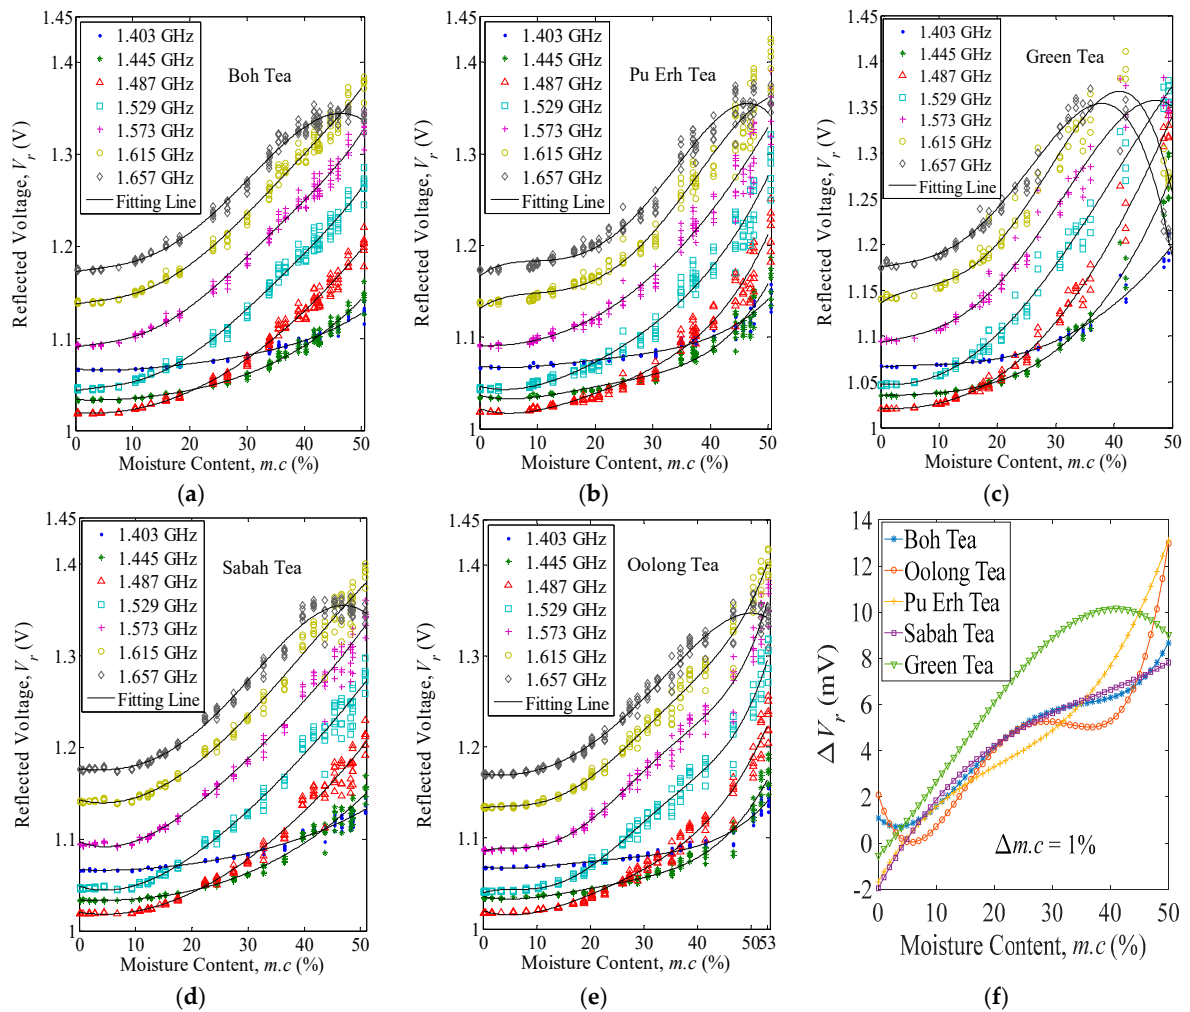 1.45
1.4
1.3
1.2
1.11
1
Reflected Voltage, Vr (V)
1.403 GHz
1.445 GHz
1.487 GHz
1.529 GHz
1.573 GHz
1.615 GHz
1.657 GHz
Fitting Line
Boh Tea
0 10 20 30 40 50
Moisture Content, m.c (%)
(a)
1.45
1.4
1.3
1.2
1.11
1
Reflected Voltage, Vr (V)
1.403 GHz
1.445 GHz
1.487 GHz
1.529 GHz
1.573 GHz
1.615 GHz
1.657 GHz
Fitting Line
Pu Erh Tea
0 10 20 30 40 50
Moisture Content, m.c (%)
(b)
1.45
1.4
1.35
1.3
1.25
1.2
1.15
1.1
1.05
1
Reflected Voltage, Vr (V)
1.403 GHz
1.445 GHz
1.487 GHz
1.529 GHz
1.573 GHz
1.615 GHz
1.657 GHz
Fitting Line
Green Tea
0 10 20 30 40 50
Moisture Content, m.c (%)
(c)
1.45
1.4
1.3
1.2
1.11
1
Reflected Voltage, Vr (V)
1.403 GHz
1.445 GHz
1.487 GHz
1.529 GHz
1.573 GHz
1.615 GHz
1.657 GHz
Fitting Line
Sabah Tea
0 10 20 30 40 50
Moisture Content, m.c (%)
(d)
1.45
1.4
1.3
1.2
1.11
1
Reflected Voltage, Vr (V)
1.403 GHz
1.445 GHz
1.487 GHz
1.529 GHz
1.573 GHz
1.615 GHz
1.657 GHz
Fitting Line
Oolong Tea
0 10 20 30 40 5053
Moisture Content, m.c (%)
(e)
14
12
10
8
6
4
2
0
-2
Δ Vr (mV)
Boh Tea
Oolong Tea
Pu Erh Tea
Sabah Tea
Green Tea
Δm.c = 1%
0 10 20 30 40 50
Moisture Content, m.c (%)
(f)